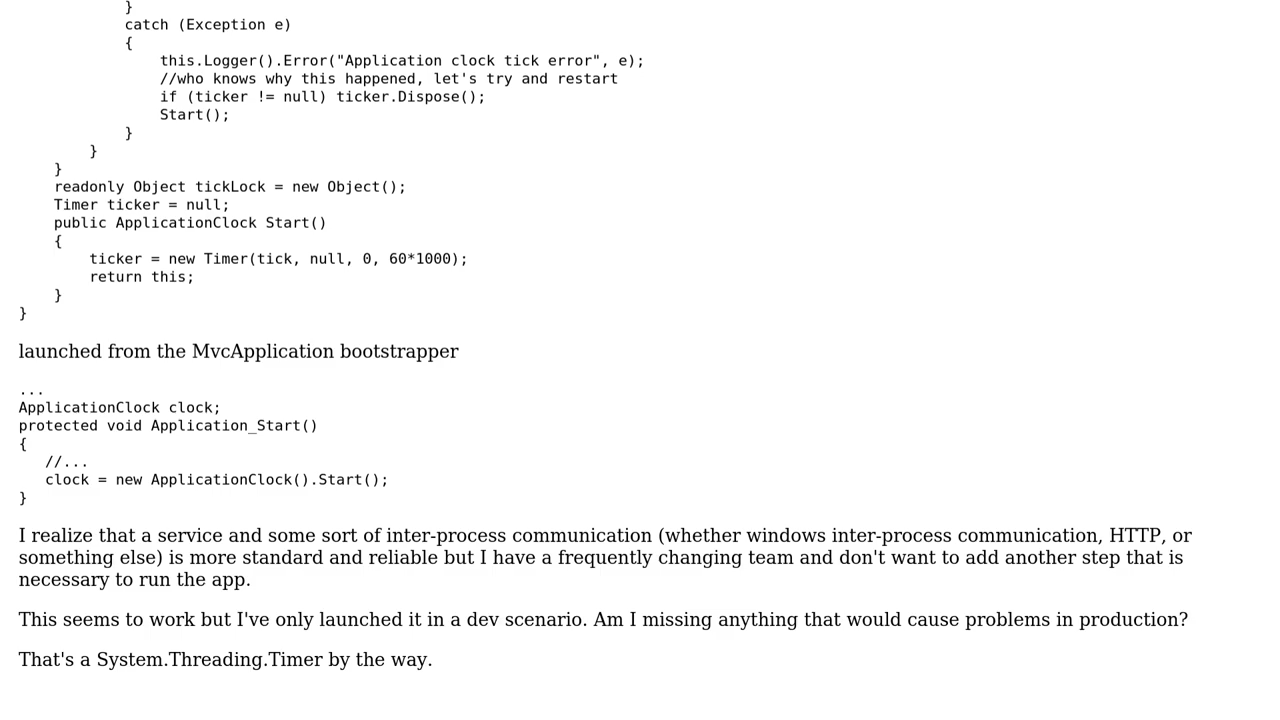 }
catch (Exception e)
{
this.Logger().Error("Application clock tick error", e);
//who knows why this happened, let's try and restart
if (ticker != null) ticker.Dispose();
Start();
}
}
}
readonly Object tickLock = new Object();
Timer ticker = null;
public ApplicationClock Start()
{
ticker = new Timer(tick, null, 0, 60*1000);
return this;
}
}
launched from the MvcApplication bootstrapper
...
ApplicationClock clock;
protected void Application_Start()
{
//...
clock = new ApplicationClock().Start();
}
I realize that a service and some sort of inter-process communication (whether windows inter-process communication, HTTP, or
something else) is more standard and reliable but I have a frequently changing team and don't want to add another step that is
necessary to run the app.
This seems to work but I've only launched it in a dev scenario. Am I missing anything that would cause problems in production?
That's a System.Threading.Timer by the way.